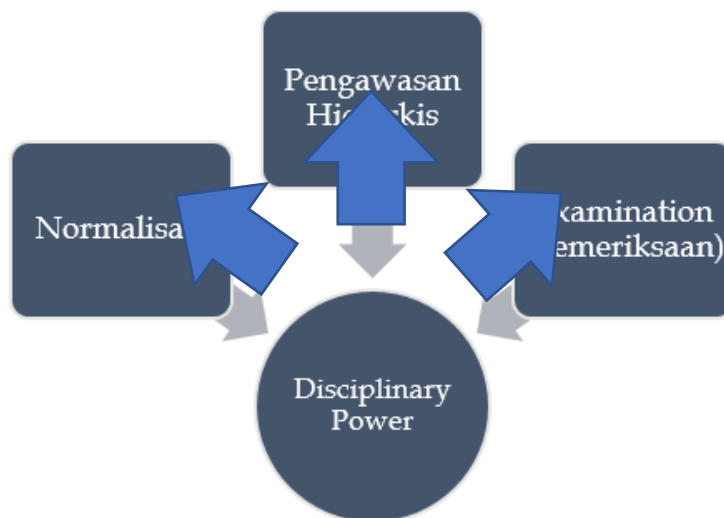 Pengawasan
Normalisa
xamination
emeriksaan)
Disciplinary
Power